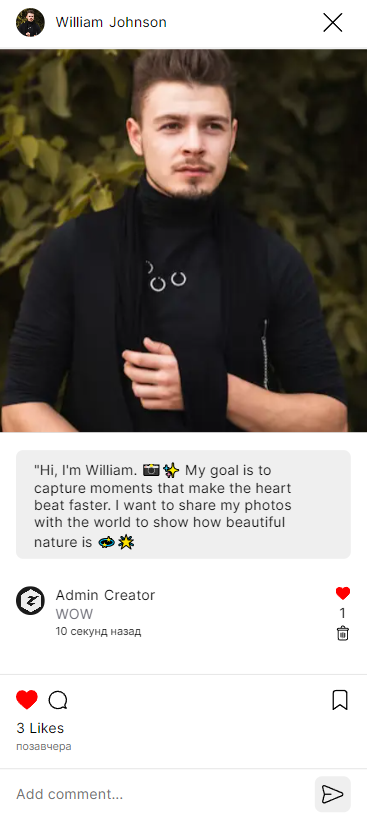 William Johnson
"Hi, I'm William. 📷✨ My goal is to
capture moments that make the heart
beat faster. I want to share my photos
with the world to show how beautiful
nature is 🌍🌟
Admin Creator
WOW
1
10 секунд назад
3 Likes
позавчера
Add comment...